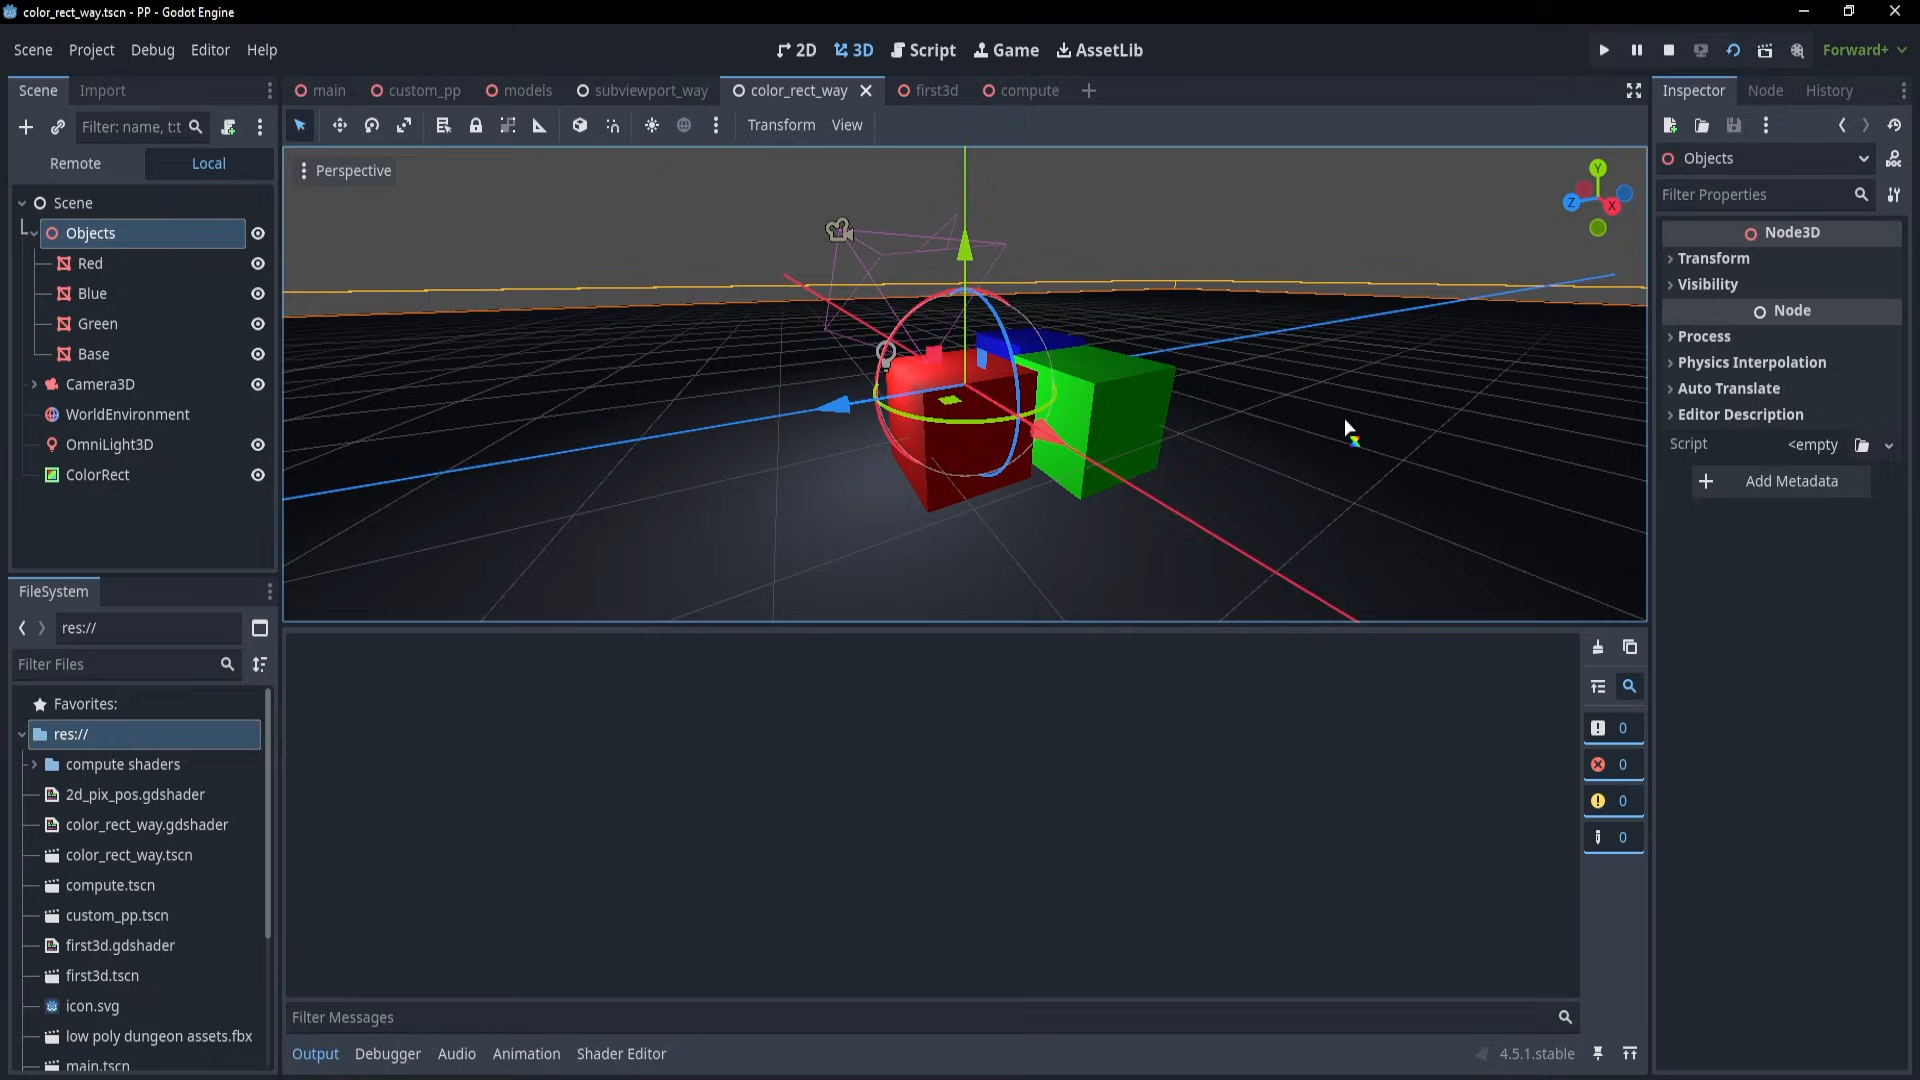 color_rect_way.tscn - PP - Godot Engine
Scene Project Debug Editor Help
2D 3D Script Game AssetLib
Forward+
Scene Import
main custom_pp models subviewport_way color_rect_way first3d compute
Inspector Node History
Filter: name, t:t
Transform View
Remote Local
Perspective
Objects
Filter Properties
Scene
Objects
Red
Blue
Green
Base
Camera3D
WorldEnvironment
OmniLight3D
ColorRect
Y
Z
X
Node3D
Transform
Visibility
Node
Process
Physics Interpolation
Auto Translate
Editor Description
Script <empty
Add Metadata
FileSystem
res://
Filter Files
Favorites:
res://
compute shaders
2d_pix_pos.gdshader
color_rect_way.gdshader
color_rect_way.tscn
compute.tscn
custom_pp.tscn
first3d.gdshader
first3d.tscn
icon.svg
low poly dungeon assets.fbx
main.tscn
0
0
0
0
Filter Messages
Output Debugger Audio Animation Shader Editor
4.5.1.stable